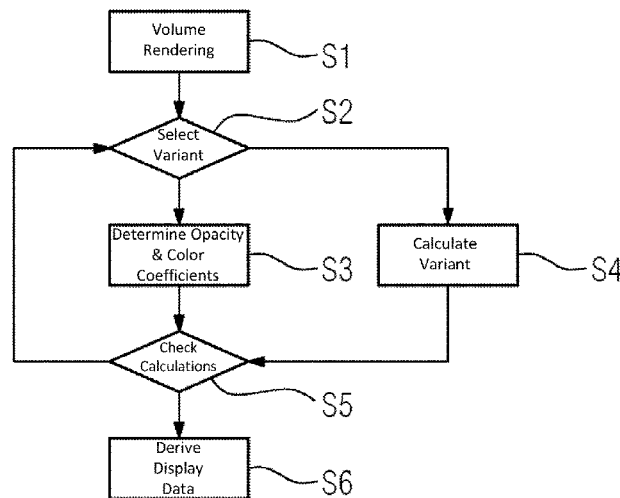 Volume
Rendering
S1
S2
Select
Variant
Determine Opacity
& Color
Coefficients
S3
Calculate
Variant
S4
Check
Calculations
S5
Derive
Display
Data
S6